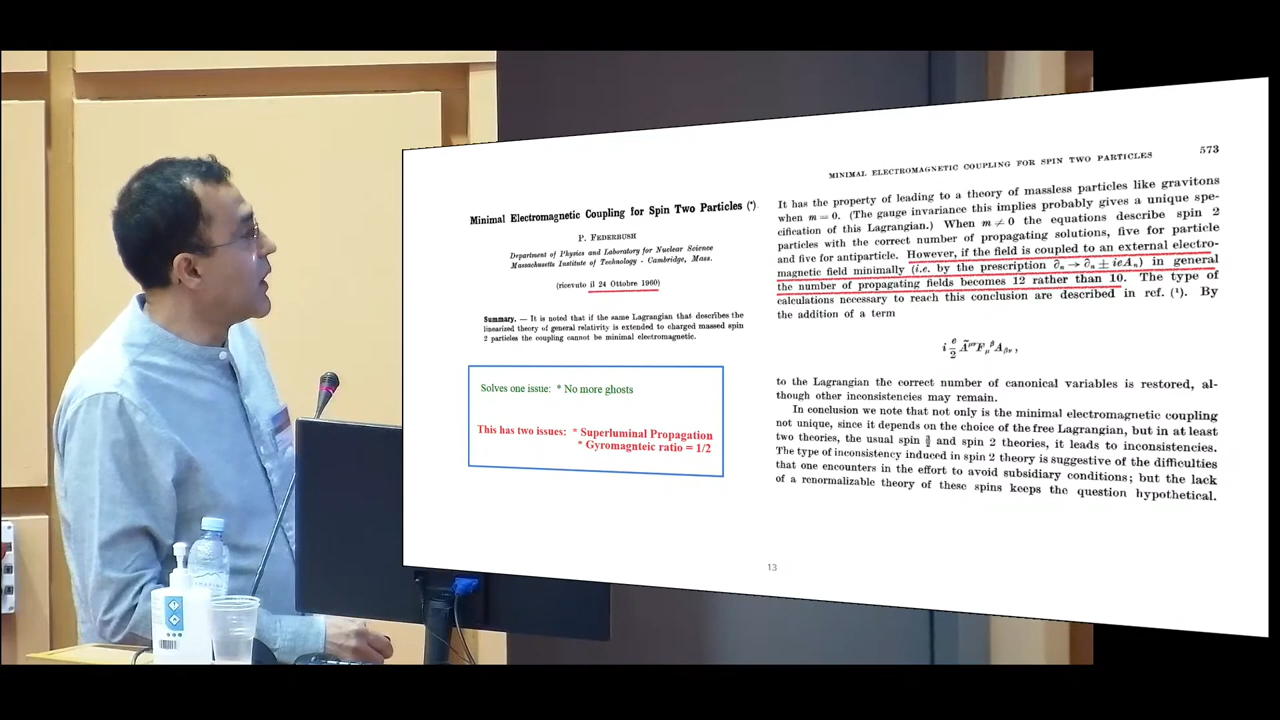 Minimal Electromagnetic Coupling for Spin Two Particles (*).
P. FEDERBUSH
Department of Physics and Laboratory for Nuclear Science
Massachusetts Institute of Technology - Cambridge, Mass.
(ricevuto il 24 Ottobre 1960)
Summary. — It is noted that if the same Lagrangian that describes the
linearized theory of general relativity is extended to charged massed spin
2 particles the coupling cannot be minimal electromagnetic.
Solves one issue: * No more ghosts
This has two issues: * Superluminal Propagation
* Gyromagnteic ratio = 1/2
MINIMAL ELECTROMAGNETIC COUPLING FOR SPIN TWO PARTICLES 573
It has the property of leading to a theory of massless particles like gravitons
when m = 0. (The gauge invariance this implies probably gives a unique spe-
cification of this Lagrangian.) When m ≠ 0 the equations describe spin 2
particles with the correct number of propagating solutions, five for particle
and five for antiparticle. However, if the field is coupled to an external electro-
magnetic field minimally (i.e. by the prescription ∂ₙ → ∂ₙ ± ieAₙ) in general
the number of propagating fields becomes 12 rather than 10. The type of
calculations necessary to reach this conclusion are described in ref. (¹). By
the addition of a term
i e/2 Ã^μν F_μ^β A_βν ,
to the Lagrangian the correct number of canonical variables is restored, al-
though other inconsistencies may remain.
In conclusion we note that not only is the minimal electromagnetic coupling
not unique, since it depends on the choice of the free Lagrangian, but in at least
two theories, the usual spin 3/2 and spin 2 theories, it leads to inconsistencies.
The type of inconsistency induced in spin 2 theory is suggestive of the difficulties
that one encounters in the effort to avoid subsidiary conditions; but the lack
of a renormalizable theory of these spins keeps the question hypothetical.
13